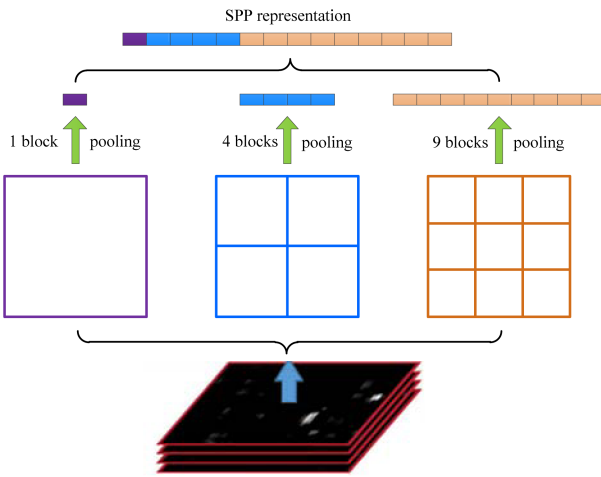 SPP representation
1 block pooling
4 blocks pooling
9 blocks pooling